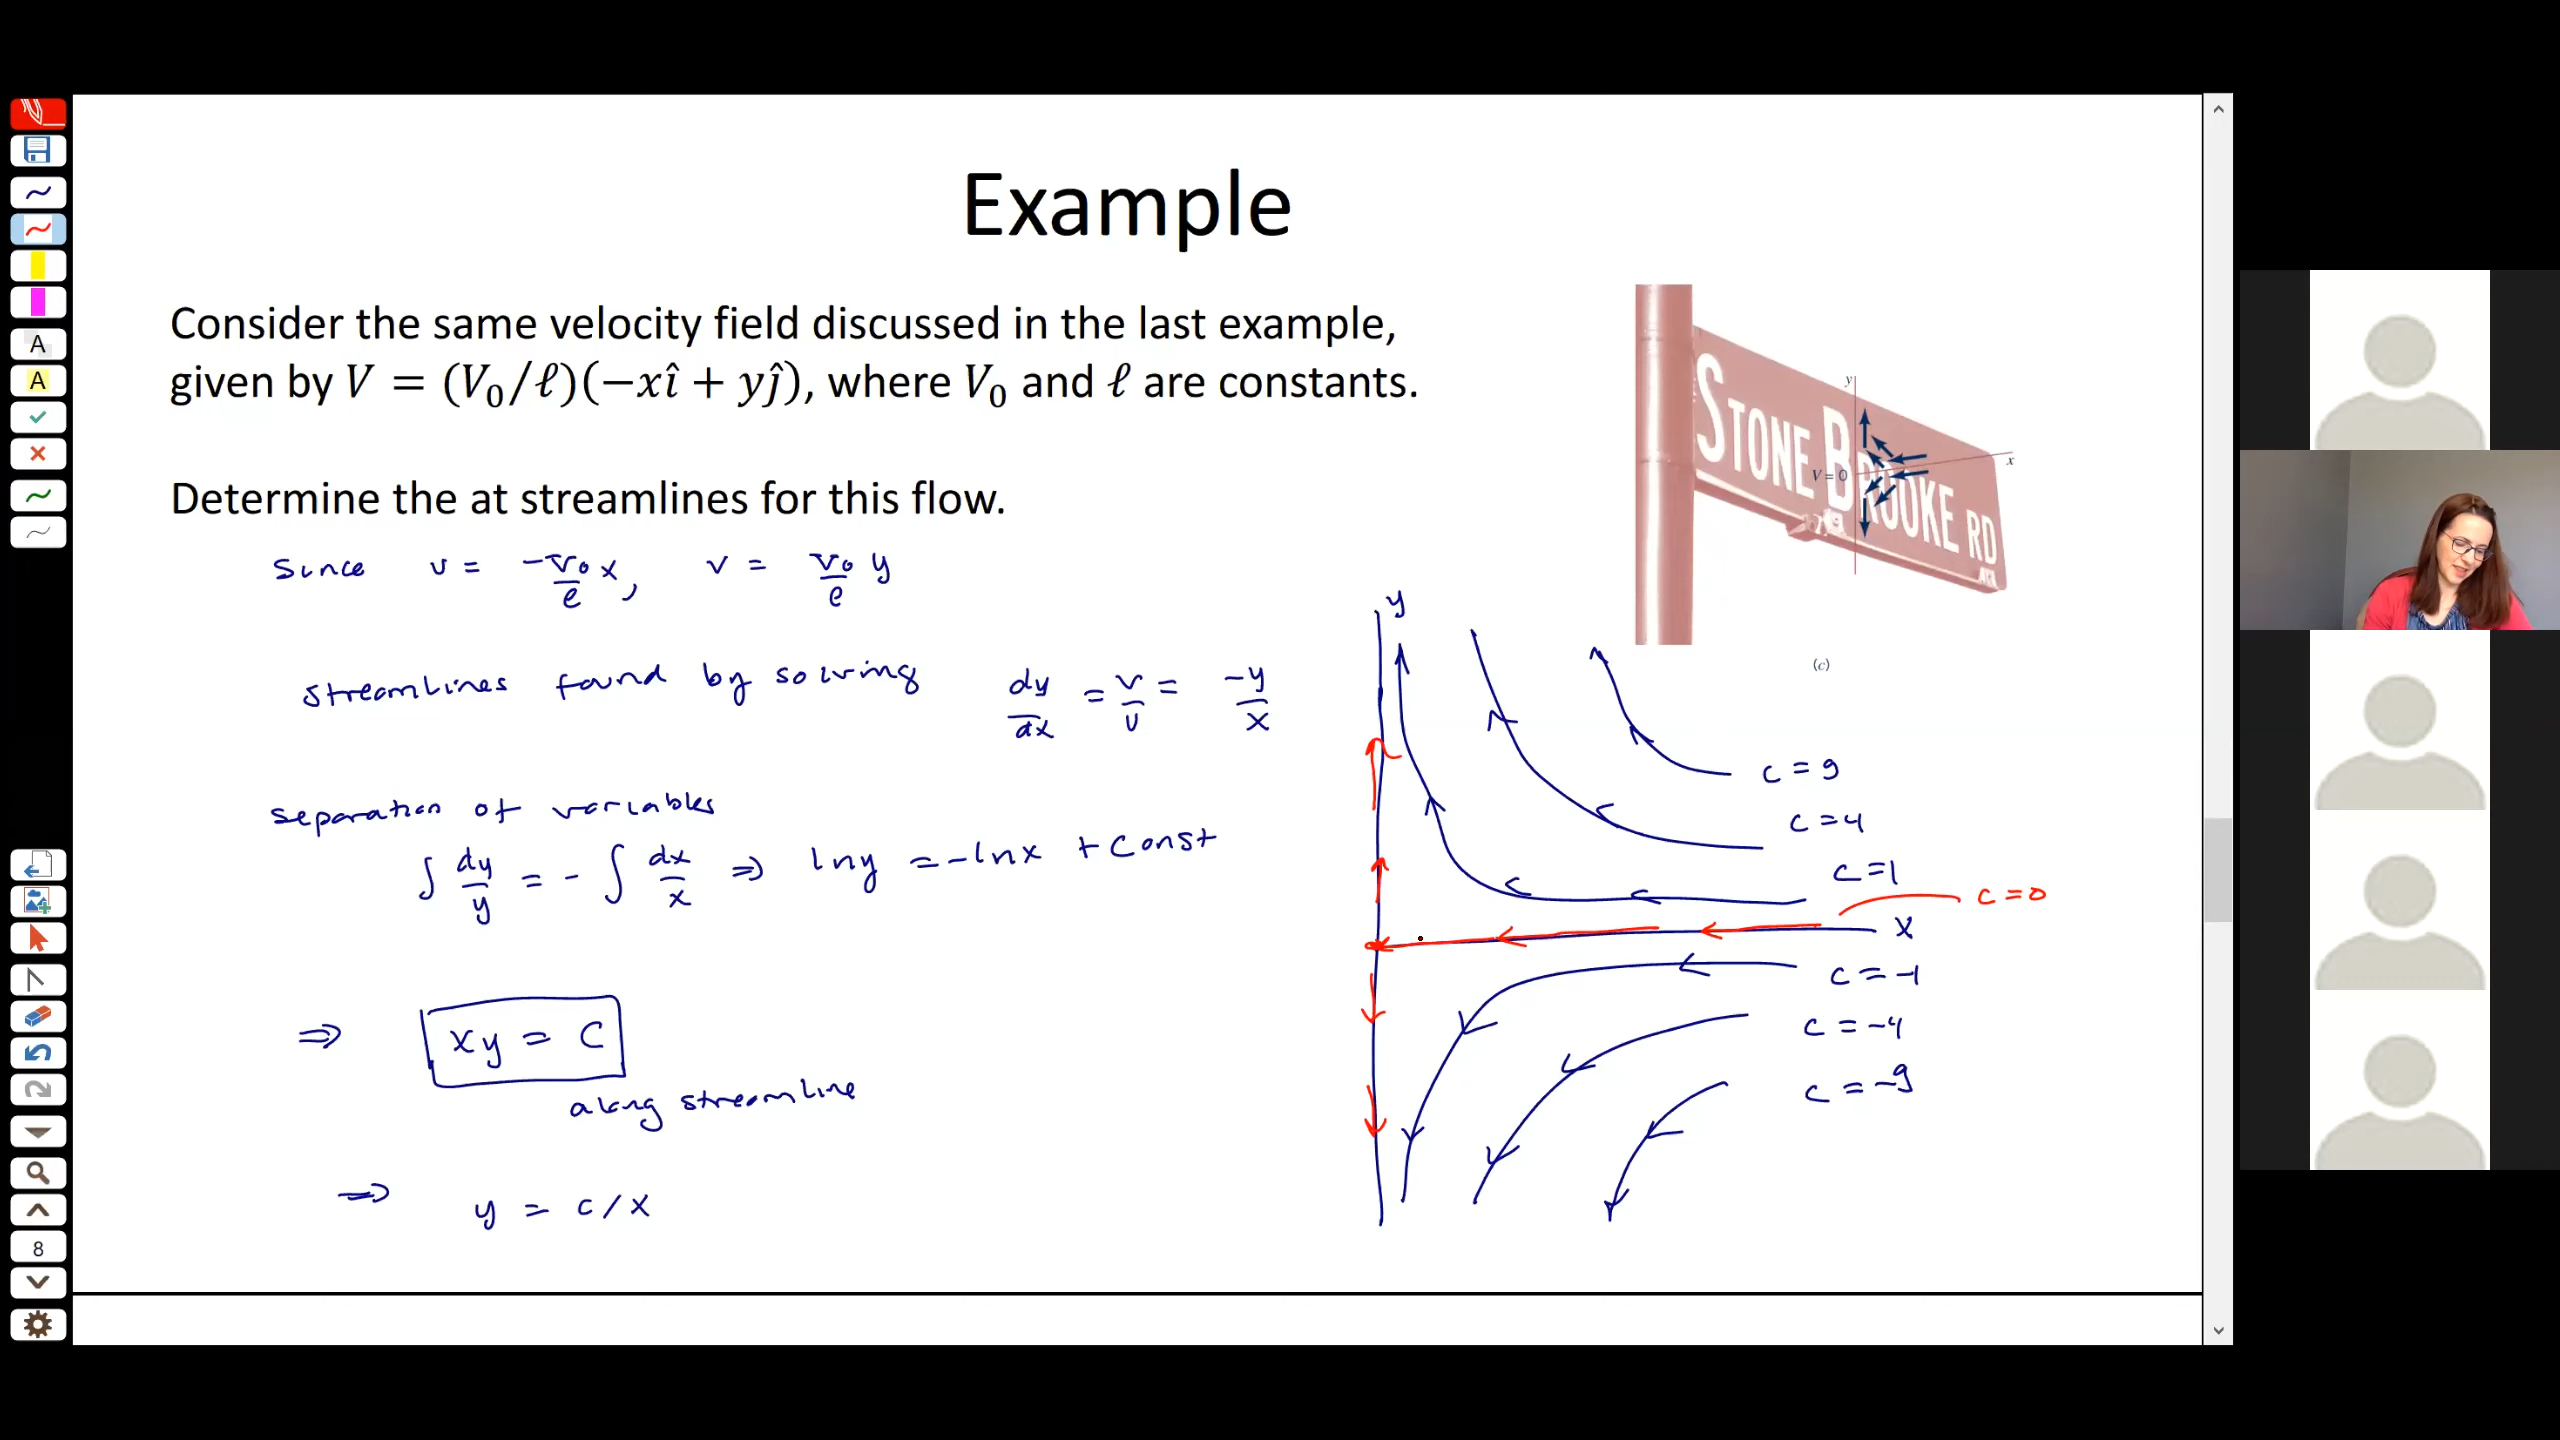 Example
Consider the same velocity field discussed in the last example,
given by V = (V₀/ℓ)(−xî + yĵ), where V₀ and ℓ are constants.
Determine the at streamlines for this flow.
STONE BROOKE RD
y
x
V = 0
(c)
Since u = -V₀/ℓ x, v = V₀/ℓ y
streamlines found by solving dy/dx = v/u = -y/x
separation of variables
∫ dy/y = - ∫ dx/x ⇒ lny = -lnx + Const
⇒ xy = C
along streamline
⇒ y = c/x
y
c = 9
c = 4
c = 1
c = 0
x
c = -1
c = -4
c = -9
A
A
8